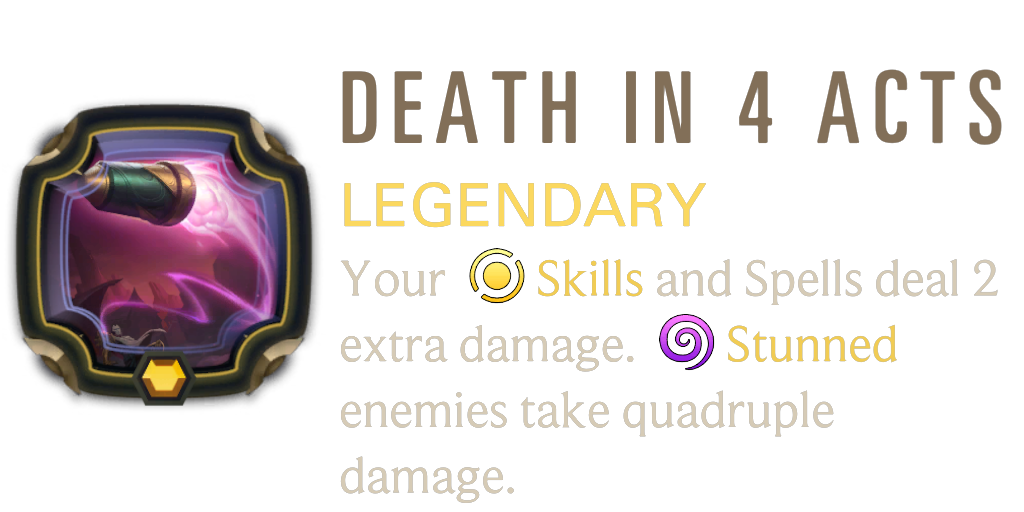 DEATH IN 4 ACTS
LEGENDARY
Your Skills and Spells deal 2
extra damage. Stunned
enemies take quadruple
damage.